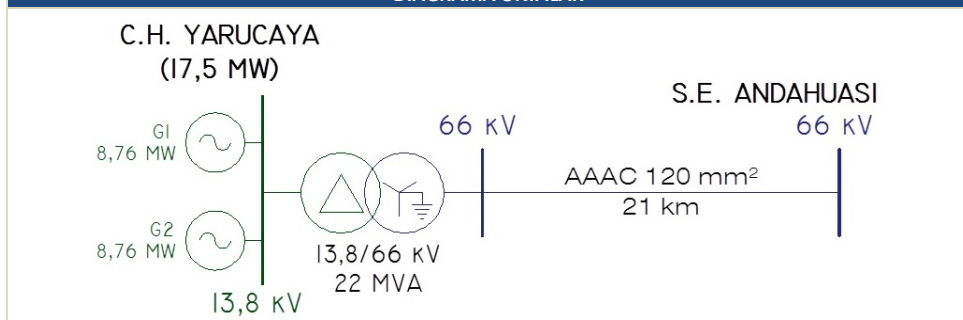 C.H. YARUCAYA
(17,5 MW)
S.E. ANDAHUASI
66 kV
66 kV
G1
8,76 MW
AAAC 120 mm²
21 km
G2
8,76 MW
13,8/66 kV
22 MVA
13,8 kV